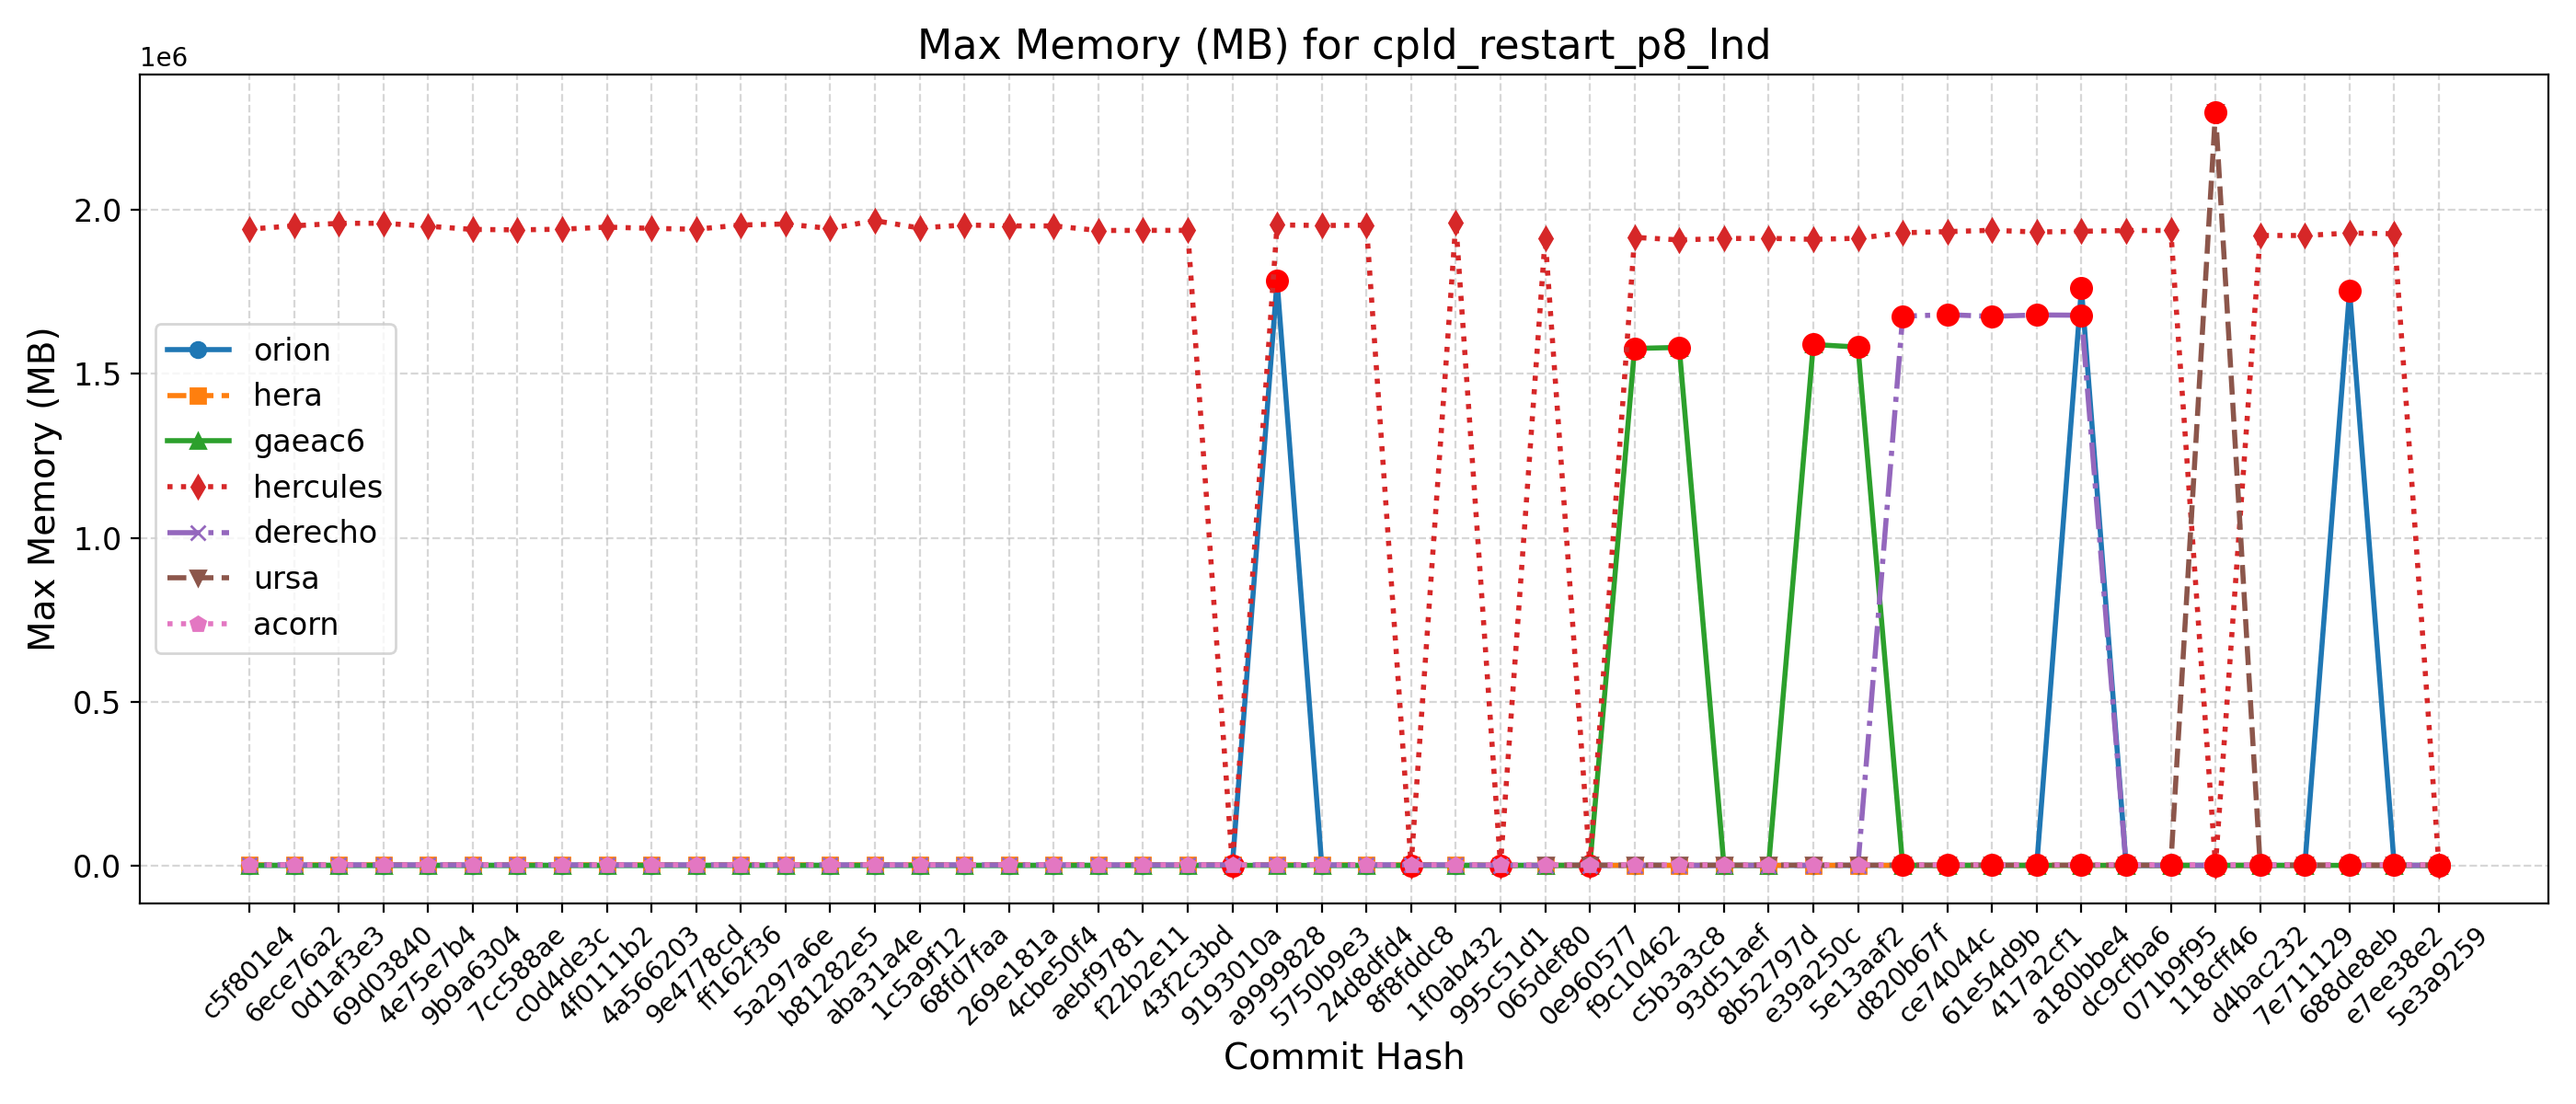 Max Memory (MB) for cpld_restart_p8_lnd
1e6
2.0
1.5
1.0
0.5
0.0
Max Memory (MB)
orion
hera
gaeac6
hercules
derecho
ursa
acorn
c5f801e4
6ece76a2
0d1af3e3
69d03840
4e75e7b4
9b9a6304
7cc588ae
c0d4de3c
4f0111b2
4a566203
9e4778cd
ff162f36
5a297a6e
b81282e5
aba31a4e
1c5a9f12
68fd7faa
269e181a
4cbe50f4
aebf9781
f22b2e11
43f2c3bd
9193010a
a9999828
5750b9e3
24d8dfd4
8f8fddc8
1f0ab432
995c51d1
065def80
0e960577
f9c10462
c5b3a3c8
93d51aef
8b52797d
e39a250c
5e13aaf2
d820b67f
ce74044c
61e54d9b
417a2cf1
a180bbe4
dc9cfba6
071b9f95
118cff46
d4bac232
7e711129
688de8eb
e7ee38e2
5e3a9259
Commit Hash